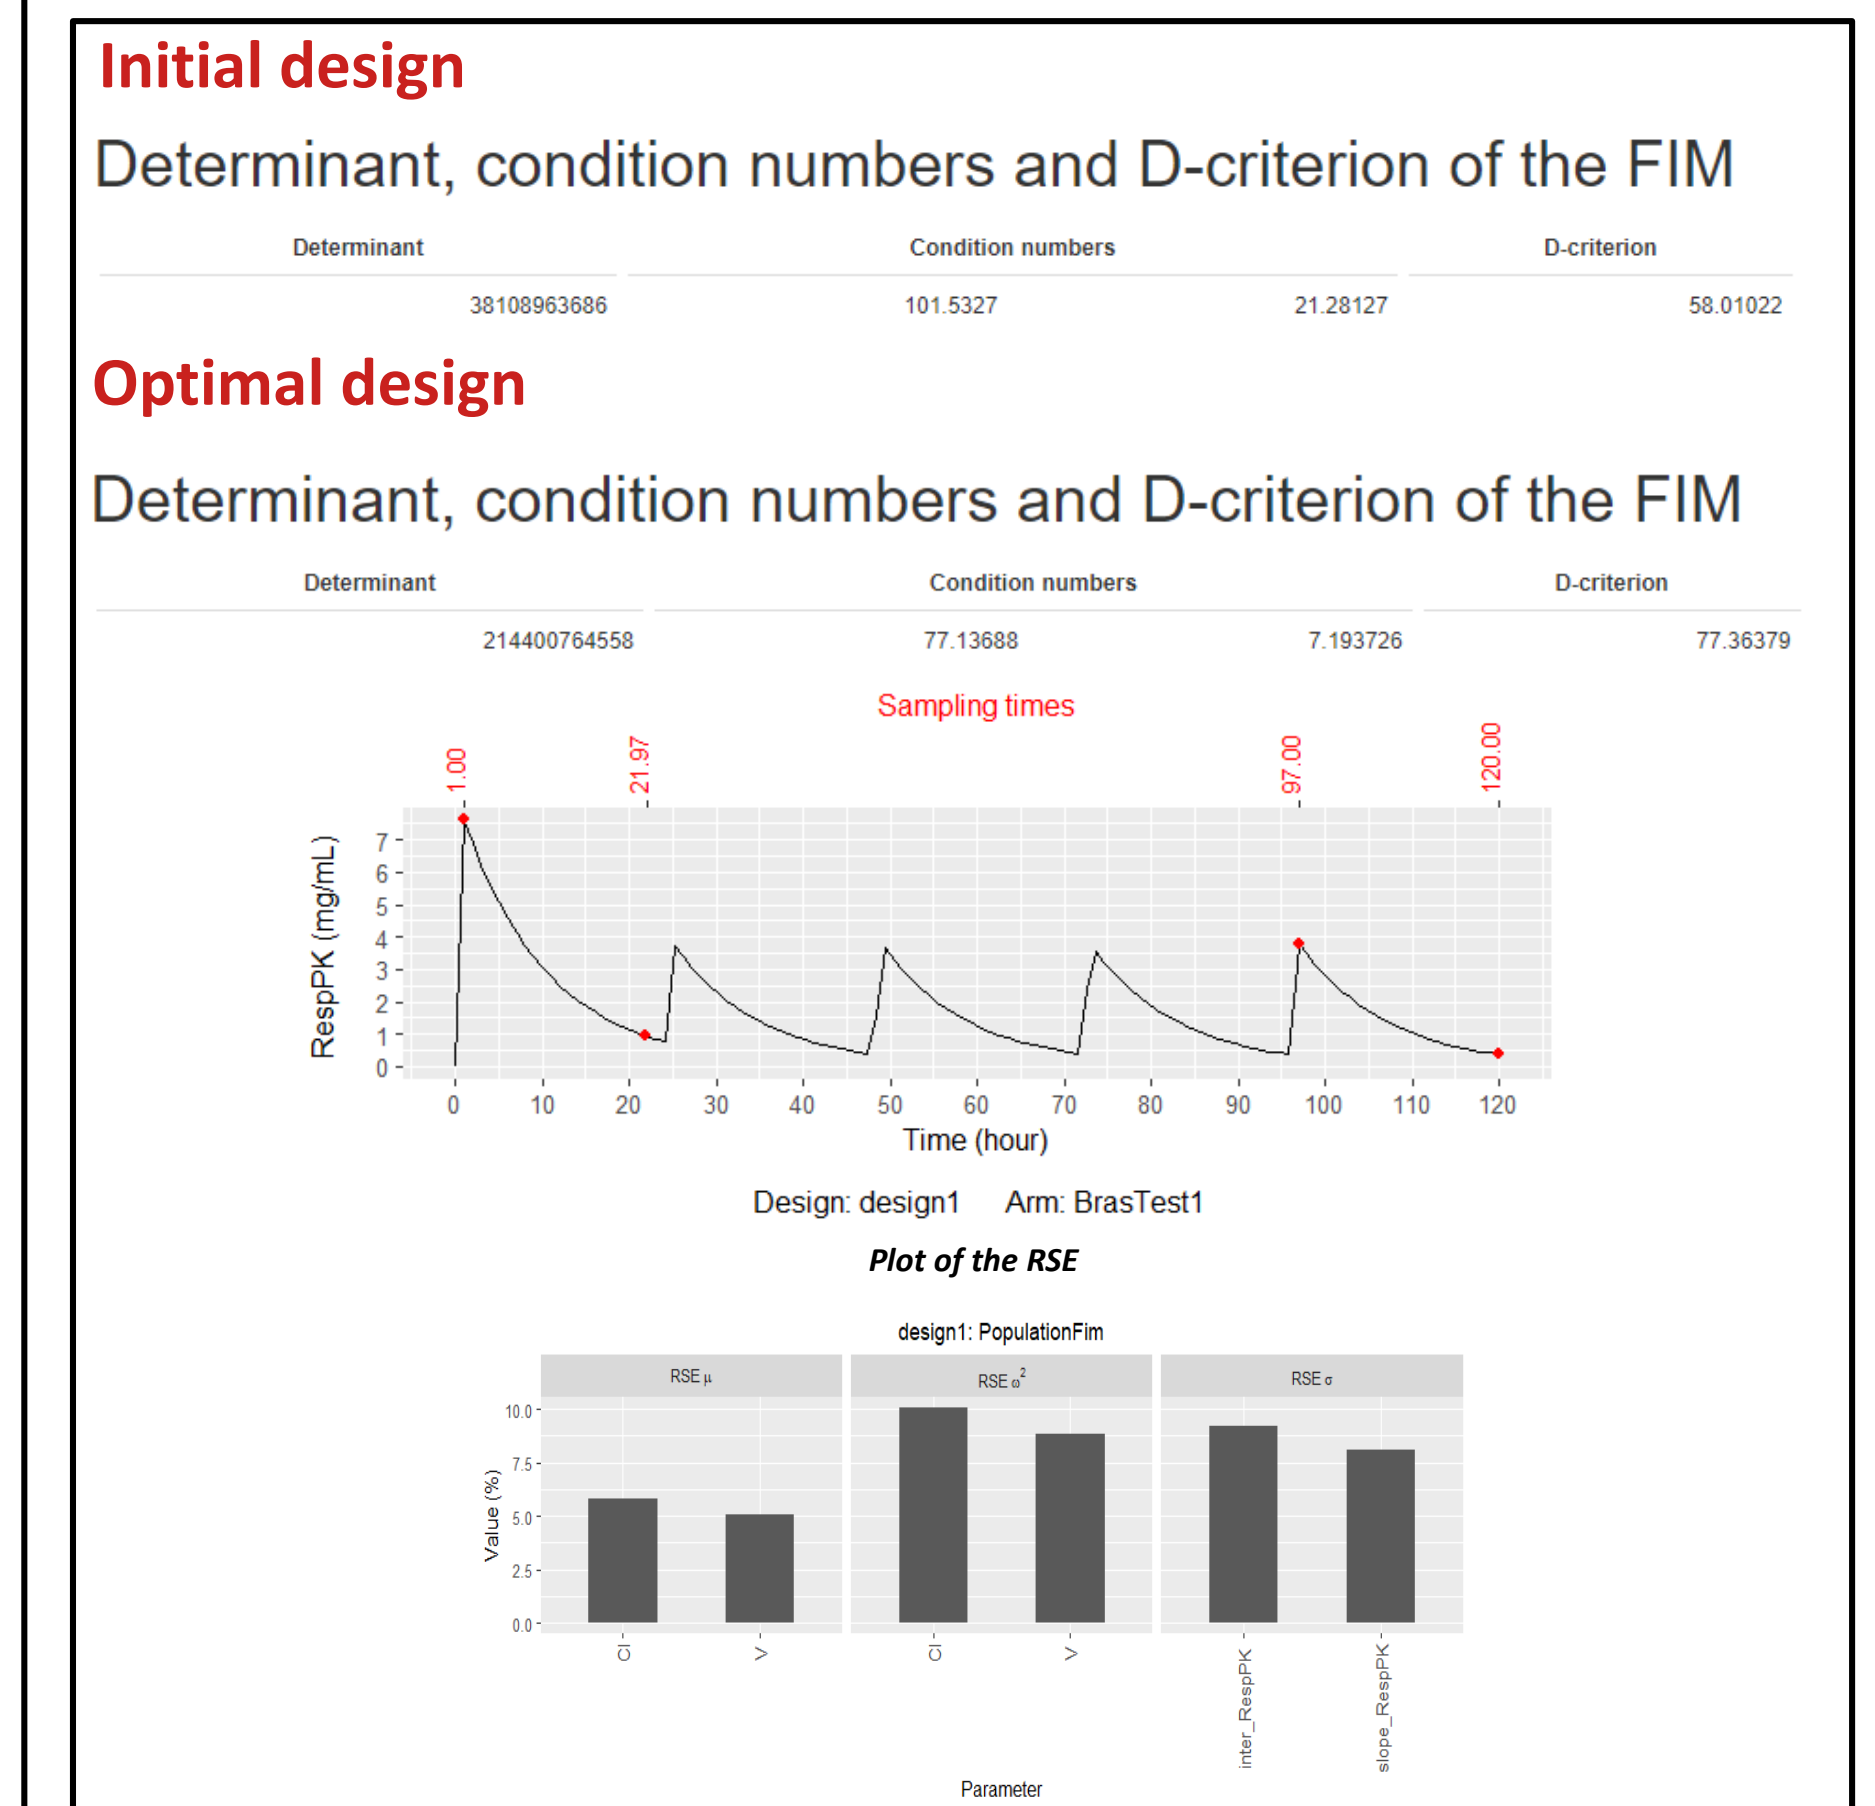 Initial design
Determinant, condition numbers and D-criterion of the FIM
Determinant Condition numbers D-criterion
38108963686 101.5327 21.28127 58.01022
Optimal design
Determinant, condition numbers and D-criterion of the FIM
Determinant Condition numbers D-criterion
214400764558 77.13688 7.193726 77.36379
Sampling times
1.00 21.97 97.00 120.00
RespPK (mg/mL)
7
6
5
4
3
2
1
0
0 10 20 30 40 50 60 70 80 90 100 110 120
Time (hour)
Design: design1 Arm: BrasTest1
Plot of the RSE
design1: PopulationFim
RSE μ RSE ω² RSE σ
Value (%)
10.0
7.5
5.0
2.5
0.0
Cl V Cl V inter_RespPK slope_RespPK
Parameter